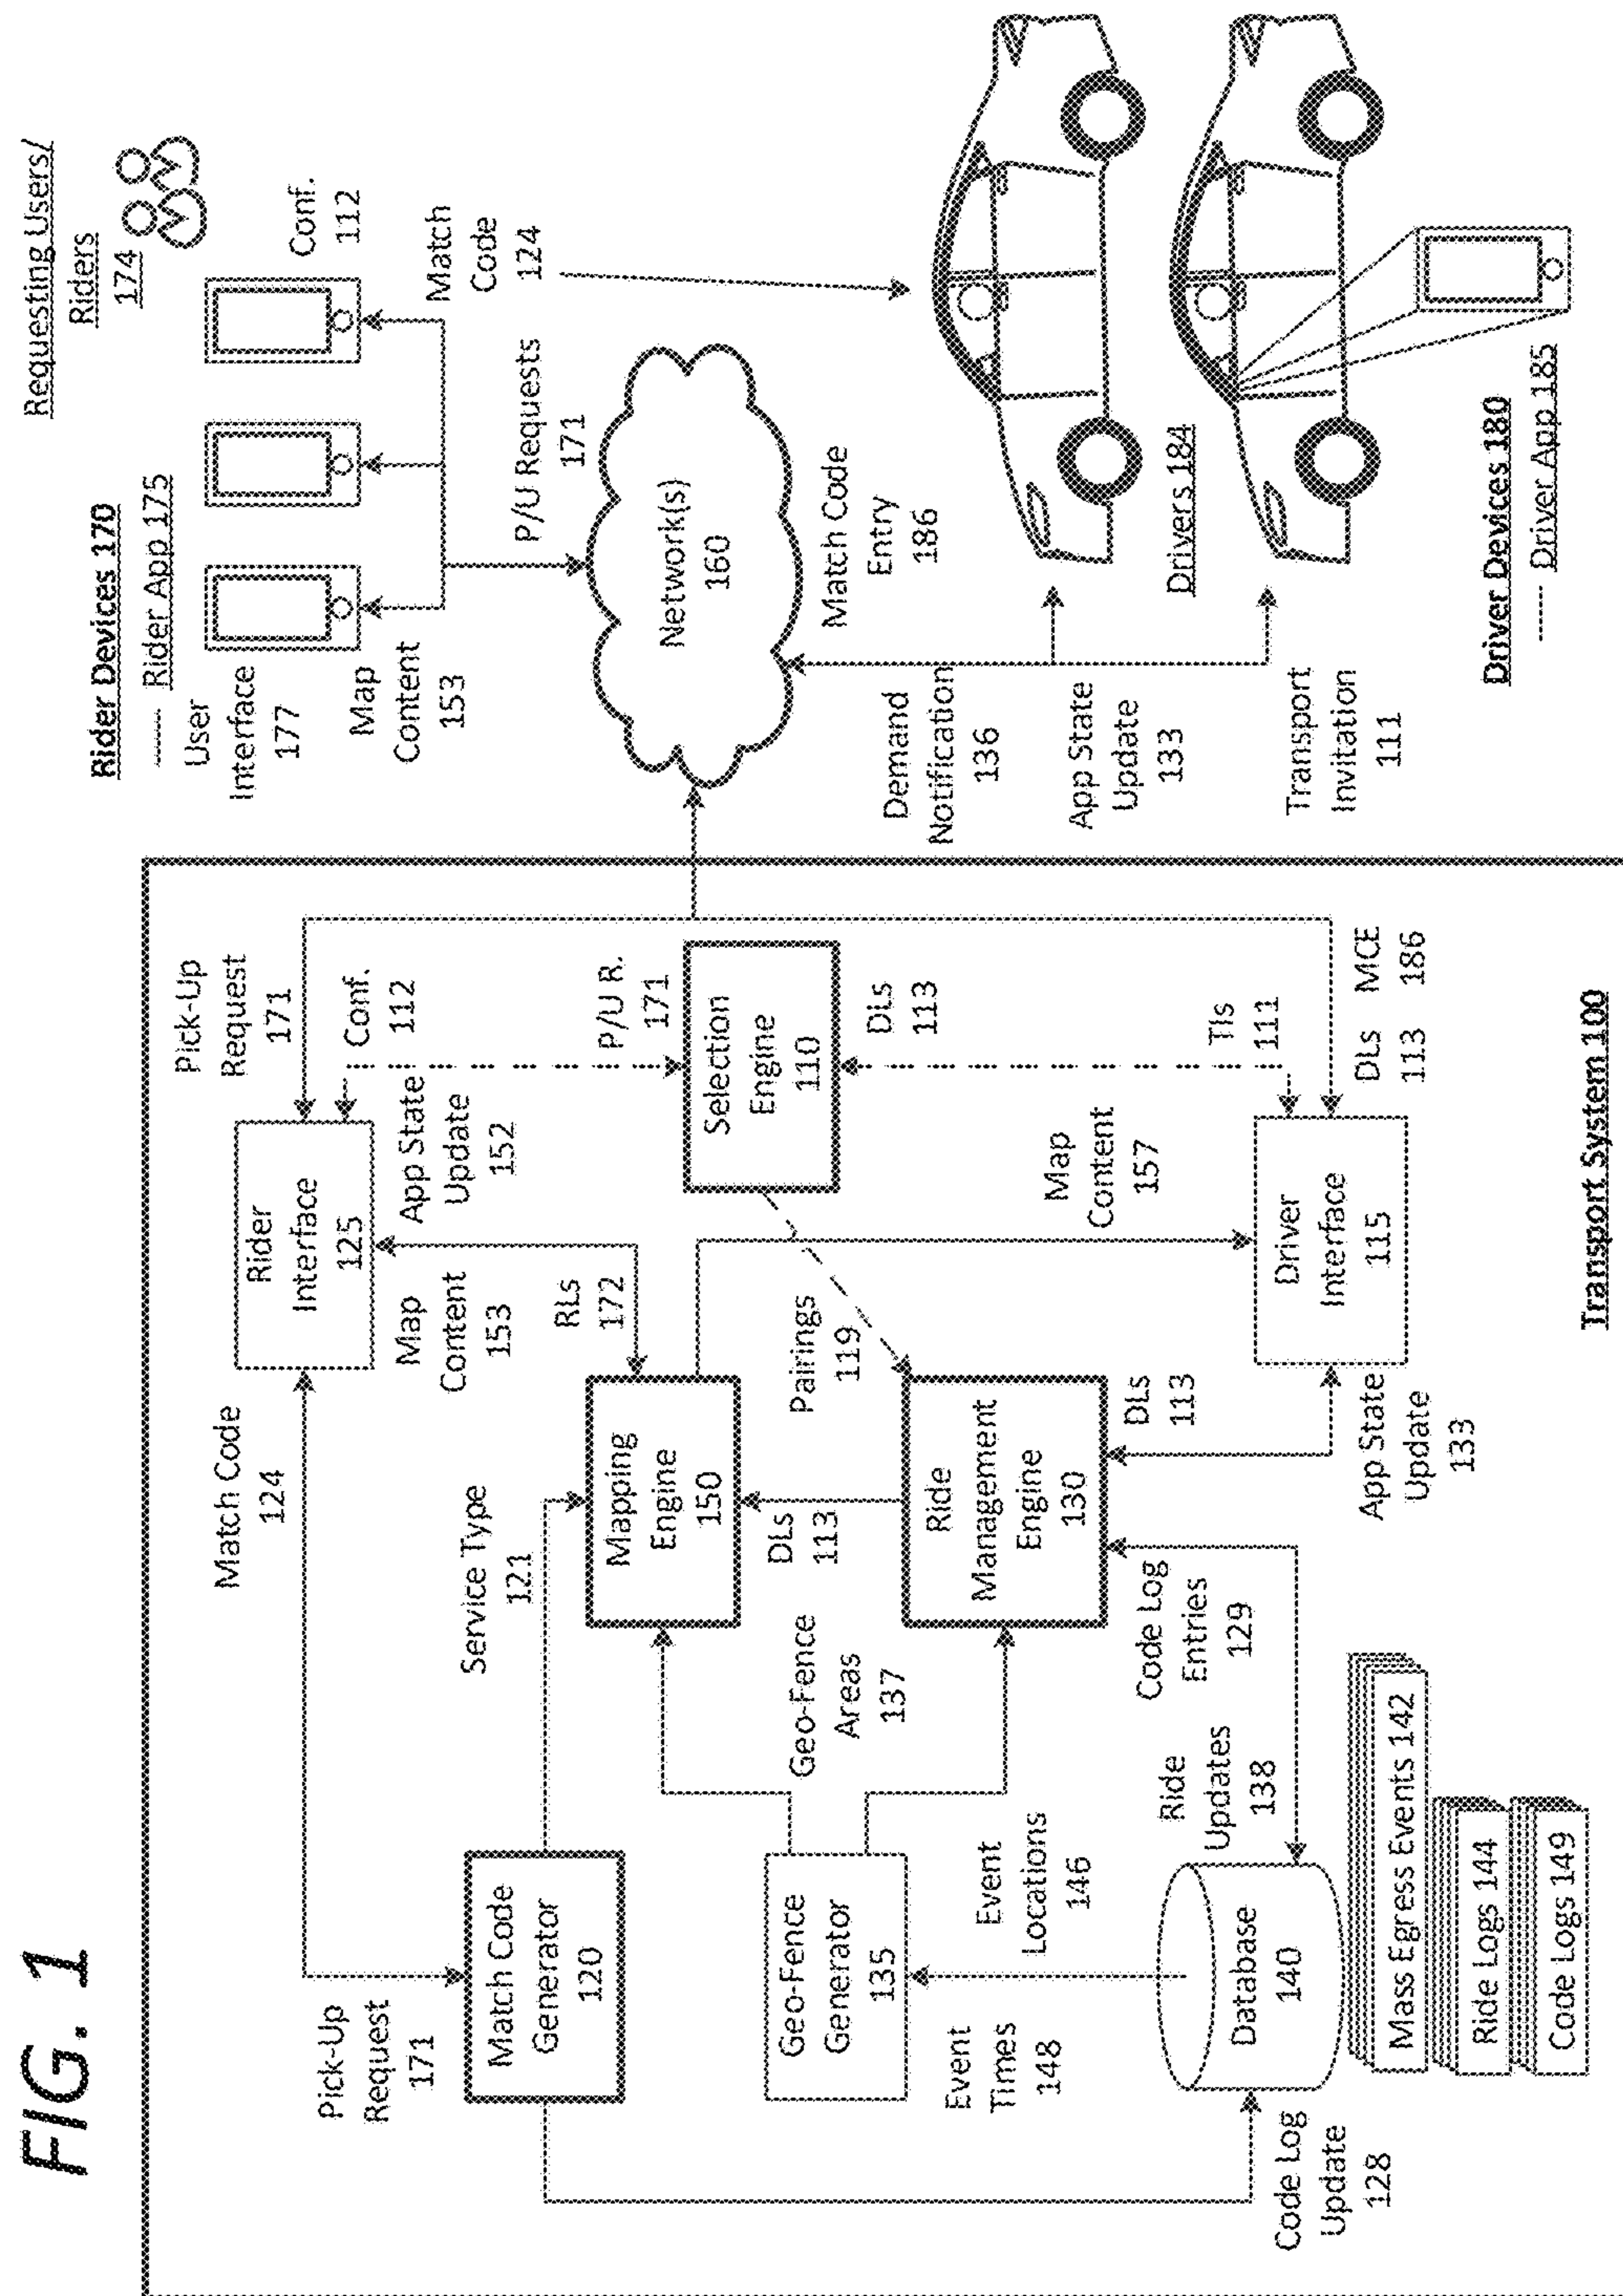 FIG. 1
Requesting Users/
Riders
174
Rider Devices 170
Rider App 175
User
Interface
177
Map
Content
153
Conf.
112
Match
Code
124
P/U Requests
171
Network(s)
160
Match Code
Entry
186
Demand
Notification
136
App State
Update
133
Transport
Invitation
111
Drivers 184
Driver Devices 180
Driver App 185
Pick-Up
Request
171
Match Code
124
Rider
Interface
125
Pick-Up
Request
171
Conf.
112
App State
Update
152
Map
Content
153
RLs
172
P/U R.
171
Match Code
Generator
120
Service Type
121
Mapping
Engine
150
Selection
Engine
110
DLs
113
TIs
111
Pairings
119
Map
Content
157
Geo-Fence
Generator
135
Geo-Fence
Areas
137
DLs
113
Ride
Management
Engine
130
DLs
113
Driver
Interface
115
DLs
113
MCE
186
App State
Update
133
Event
Times
148
Event
Locations
146
Ride
Updates
138
Code Log
Entries
129
Database
140
Code Log
Update
128
Mass Egress Events 142
Ride Logs 144
Code Logs 149
Transport System 100